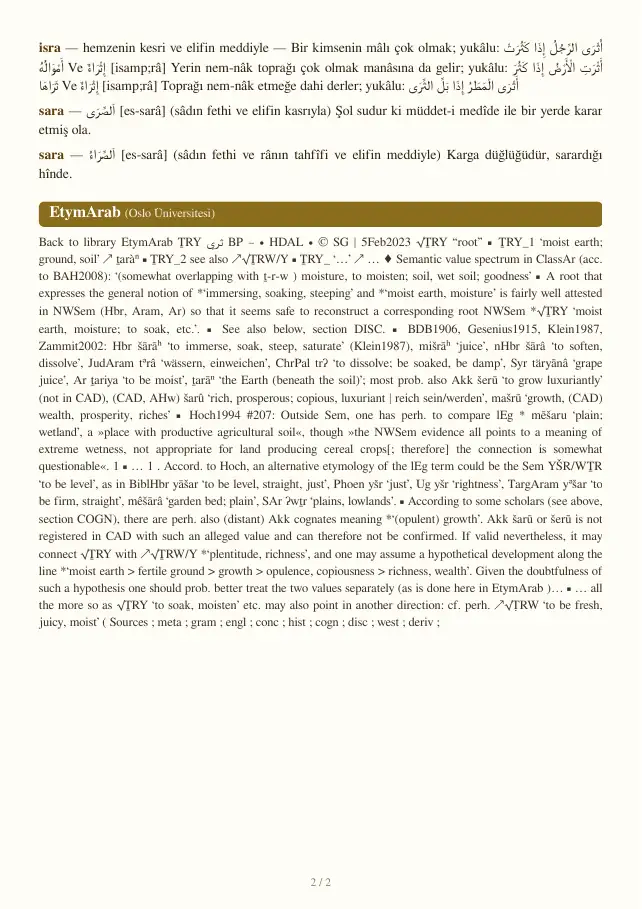 isra — hemzenin kesri ve elifin meddiyle — Bir kimsenin mâlı çok olmak; yukâlu: أَثْرَى الرَّجُلُ إِذَا كَثُرَتْ
أَمْوَالُهُ Ve إِثْرَاءٌ [isamp;râ] Yerin nem-nâk toprağı çok olmak manâsına da gelir; yukâlu: أَثْرَتِ الْأَرْضُ إِذَا كَثُرَ
ثَرَاهَا Ve إِثْرَاءٌ [isamp;râ] Toprağı nem-nâk etmeğe dahi derler; yukâlu: أَثْرَى الْمَطَرُ إِذَا بَلَّ الثَّرَى
sara — اَلصَّرَى [es-sarâ] (sâdın fethi ve elifin kasrıyla) Şol sudur ki müddet-i medîde ile bir yerde karar
etmiş ola.
sara — اَلصَّرَاءُ [es-sarâ] (sâdın fethi ve rânın tahfîfi ve elifin meddiyle) Karga düğlüğüdür, sarardığı
hînde.
EtymArab (Oslo Üniversitesi)
Back to library EtymArab ṮRY ثري BP – • HDAL • © SG | 5Feb2023 √ṮRY “root” ▪ ṮRY_1 ‘moist earth;
ground, soil’ ↗ ṯaràⁿ ▪ ṮRY_2 see also ↗√ṮRW/Y ▪ ṮRY_ ‘…’ ↗ … ♦ Semantic value spectrum in ClassAr (acc.
to BAH2008): ‘(somewhat overlapping with ṯ-r-w ) moisture, to moisten; soil, wet soil; goodness’ ▪ A root that
expresses the general notion of *‘immersing, soaking, steeping’ and *‘moist earth, moisture’ is fairly well attested
in NWSem (Hbr, Aram, Ar) so that it seems safe to reconstruct a corresponding root NWSem *√ṮRY ‘moist
earth, moisture; to soak, etc.’. ▪ See also below, section DISC. ▪ BDB1906, Gesenius1915, Klein1987,
Zammit2002: Hbr šārāʰ ‘to immerse, soak, steep, saturate’ (Klein1987), mišrāʰ ‘juice’, nHbr šārâ ‘to soften,
dissolve’, JudAram tᵊrâ ‘wässern, einweichen’, ChrPal trʔ ‘to dissolve; be soaked, be damp’, Syr täryānâ ‘grape
juice’, Ar ṯariya ‘to be moist’, ṯarāⁿ ‘the Earth (beneath the soil)’; most prob. also Akk šerū ‘to grow luxuriantly’
(not in CAD), (CAD, AHw) šarû ‘rich, prosperous; copious, luxuriant | reich sein/werden’, mašrû ‘growth, (CAD)
wealth, prosperity, riches’ ▪ Hoch1994 #207: Outside Sem, one has perh. to compare lEg * mēšaru ‘plain;
wetland’, a »place with productive agricultural soil«, though »the NWSem evidence all points to a meaning of
extreme wetness, not appropriate for land producing cereal crops[; therefore] the connection is somewhat
questionable«. 1 ▪ … 1 . Accord. to Hoch, an alternative etymology of the lEg term could be the Sem YŠR/WṮR
‘to be level’, as in BiblHbr yāšar ‘to be level, straight, just’, Phoen yšr ‘just’, Ug yšr ‘rightness’, TargAram yᵊšar ‘to
be firm, straight’, mêšārâ ‘garden bed; plain’, SAr ʔwṯr ‘plains, lowlands’. ▪ According to some scholars (see above,
section COGN), there are perh. also (distant) Akk cognates meaning *‘(opulent) growth’. Akk šarū or šerū is not
registered in CAD with such an alleged value and can therefore not be confirmed. If valid nevertheless, it may
connect √ṮRY with ↗√ṮRW/Y *‘plentitude, richness’, and one may assume a hypothetical development along the
line *‘moist earth > fertile ground > growth > opulence, copiousness > richness, wealth’. Given the doubtfulness of
such a hypothesis one should prob. better treat the two values separately (as is done here in EtymArab )… ▪ … all
the more so as √ṮRY ‘to soak, moisten’ etc. may also point in another direction: cf. perh. ↗√ṮRW ‘to be fresh,
juicy, moist’ ( Sources ; meta ; gram ; engl ; conc ; hist ; cogn ; disc ; west ; deriv ;
2 / 2